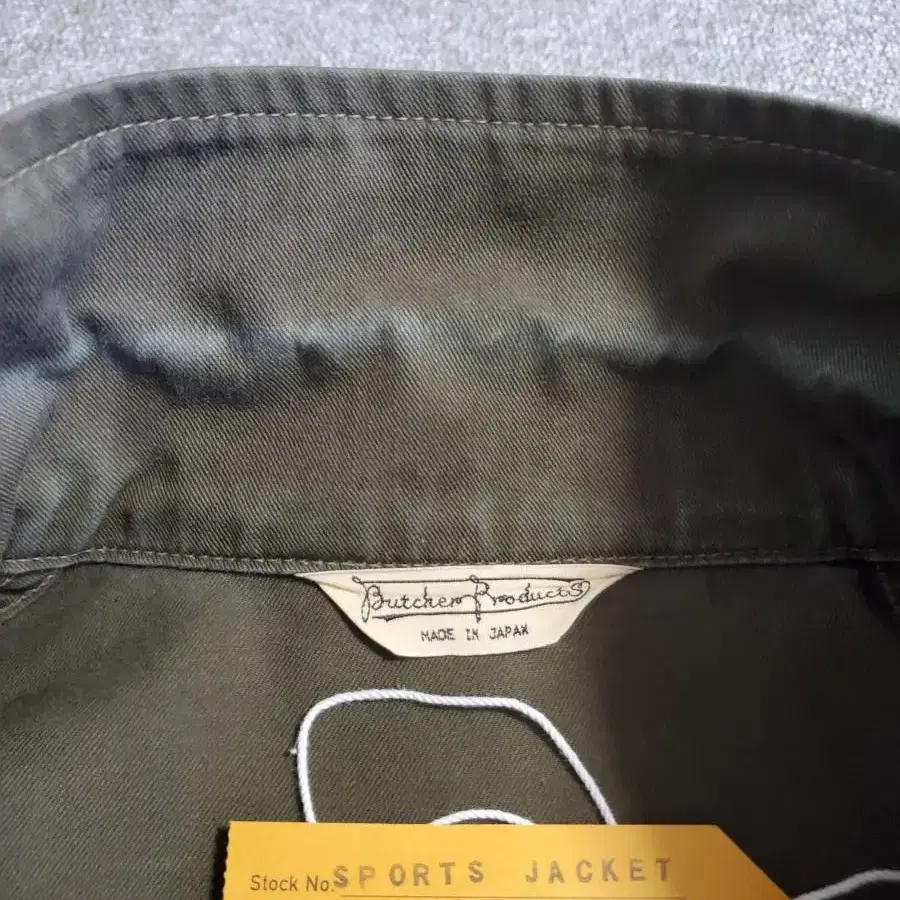 Butcher Products
MADE IN JAPAN
Stock No. SPORTS JACKET